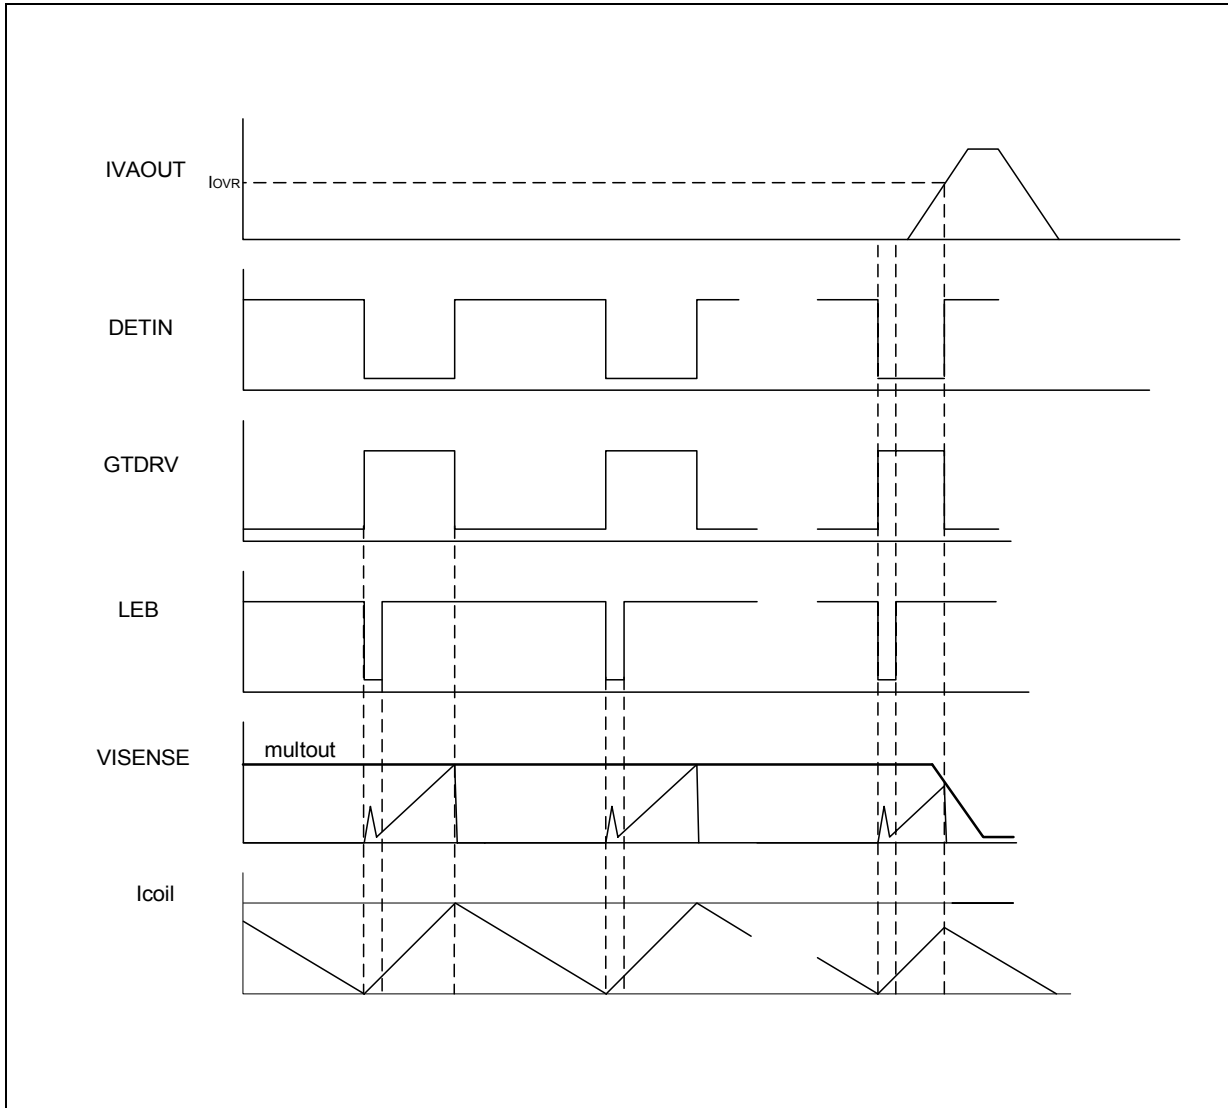 IVAOUT
IOVR
DETIN
GTDRV
LEB
VISENSE
multout
Icoil